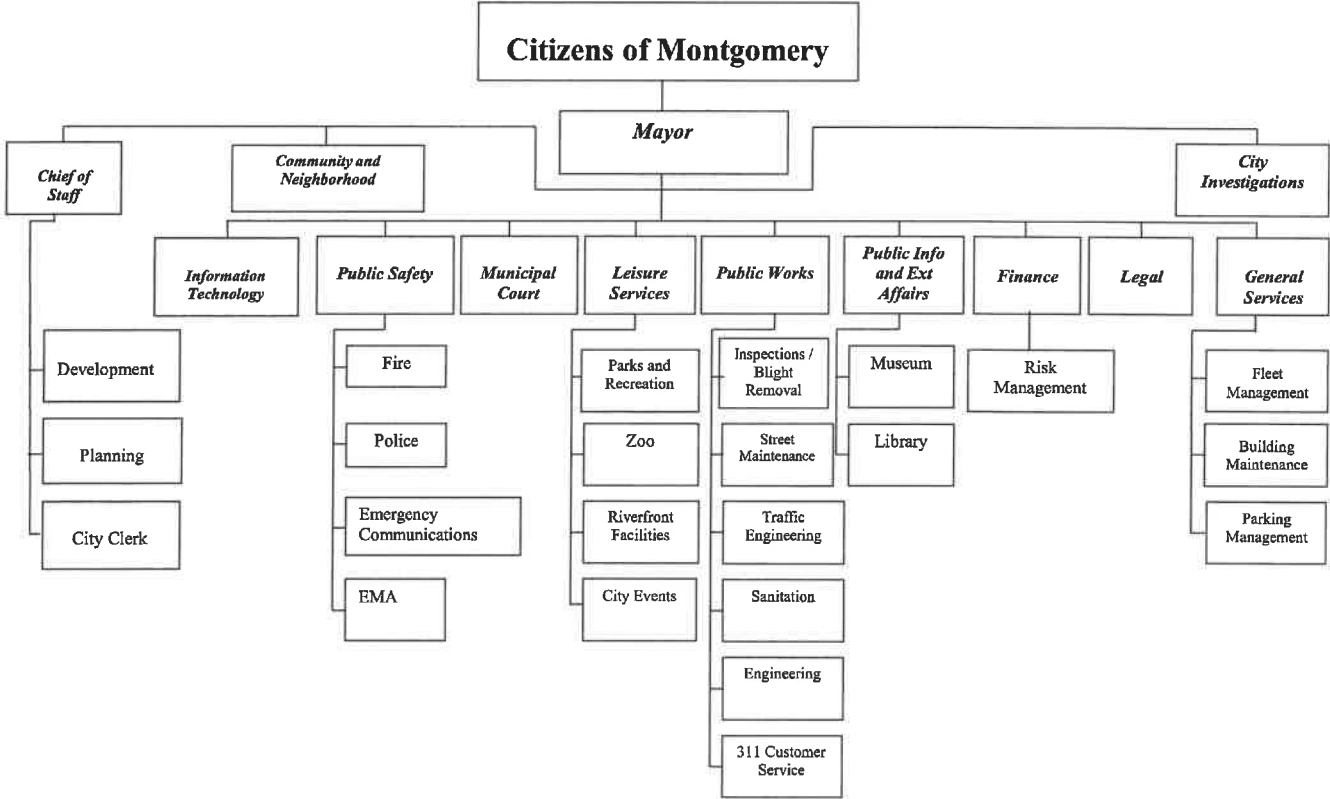 Citizens of Montgomery
Mayor
Chief of
Staff
Community and
Neighborhood
City
Investigations
Information
Technology
Public Safety
Municipal
Court
Leisure
Services
Public Works
Public Info
and Ext
Affairs
Finance
Legal
General
Services
Development
Planning
City Clerk
Fire
Police
Emergency
Communications
EMA
Parks and
Recreation
Zoo
Riverfront
Facilities
City Events
Inspections /
Blight
Removal
Street
Maintenance
Traffic
Engineering
Sanitation
Engineering
311 Customer
Service
Museum
Library
Risk
Management
Fleet
Management
Building
Maintenance
Parking
Management